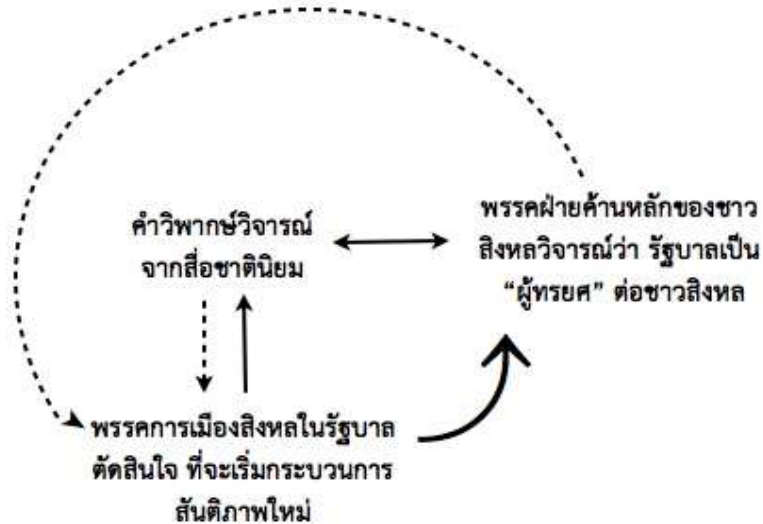 คำวิพากษ์วิจารณ์
จากสื่อชาตินิยม
พรรคฝ่ายค้านหลักของชาว
สิงหลวิจารณ์ว่า รัฐบาลเป็น
“ผู้ทรยศ” ต่อชาวสิงหล
พรรคการเมืองสิงหลในรัฐบาล
ตัดสินใจ ที่จะเริ่มกระบวนการ
สันติภาพใหม่